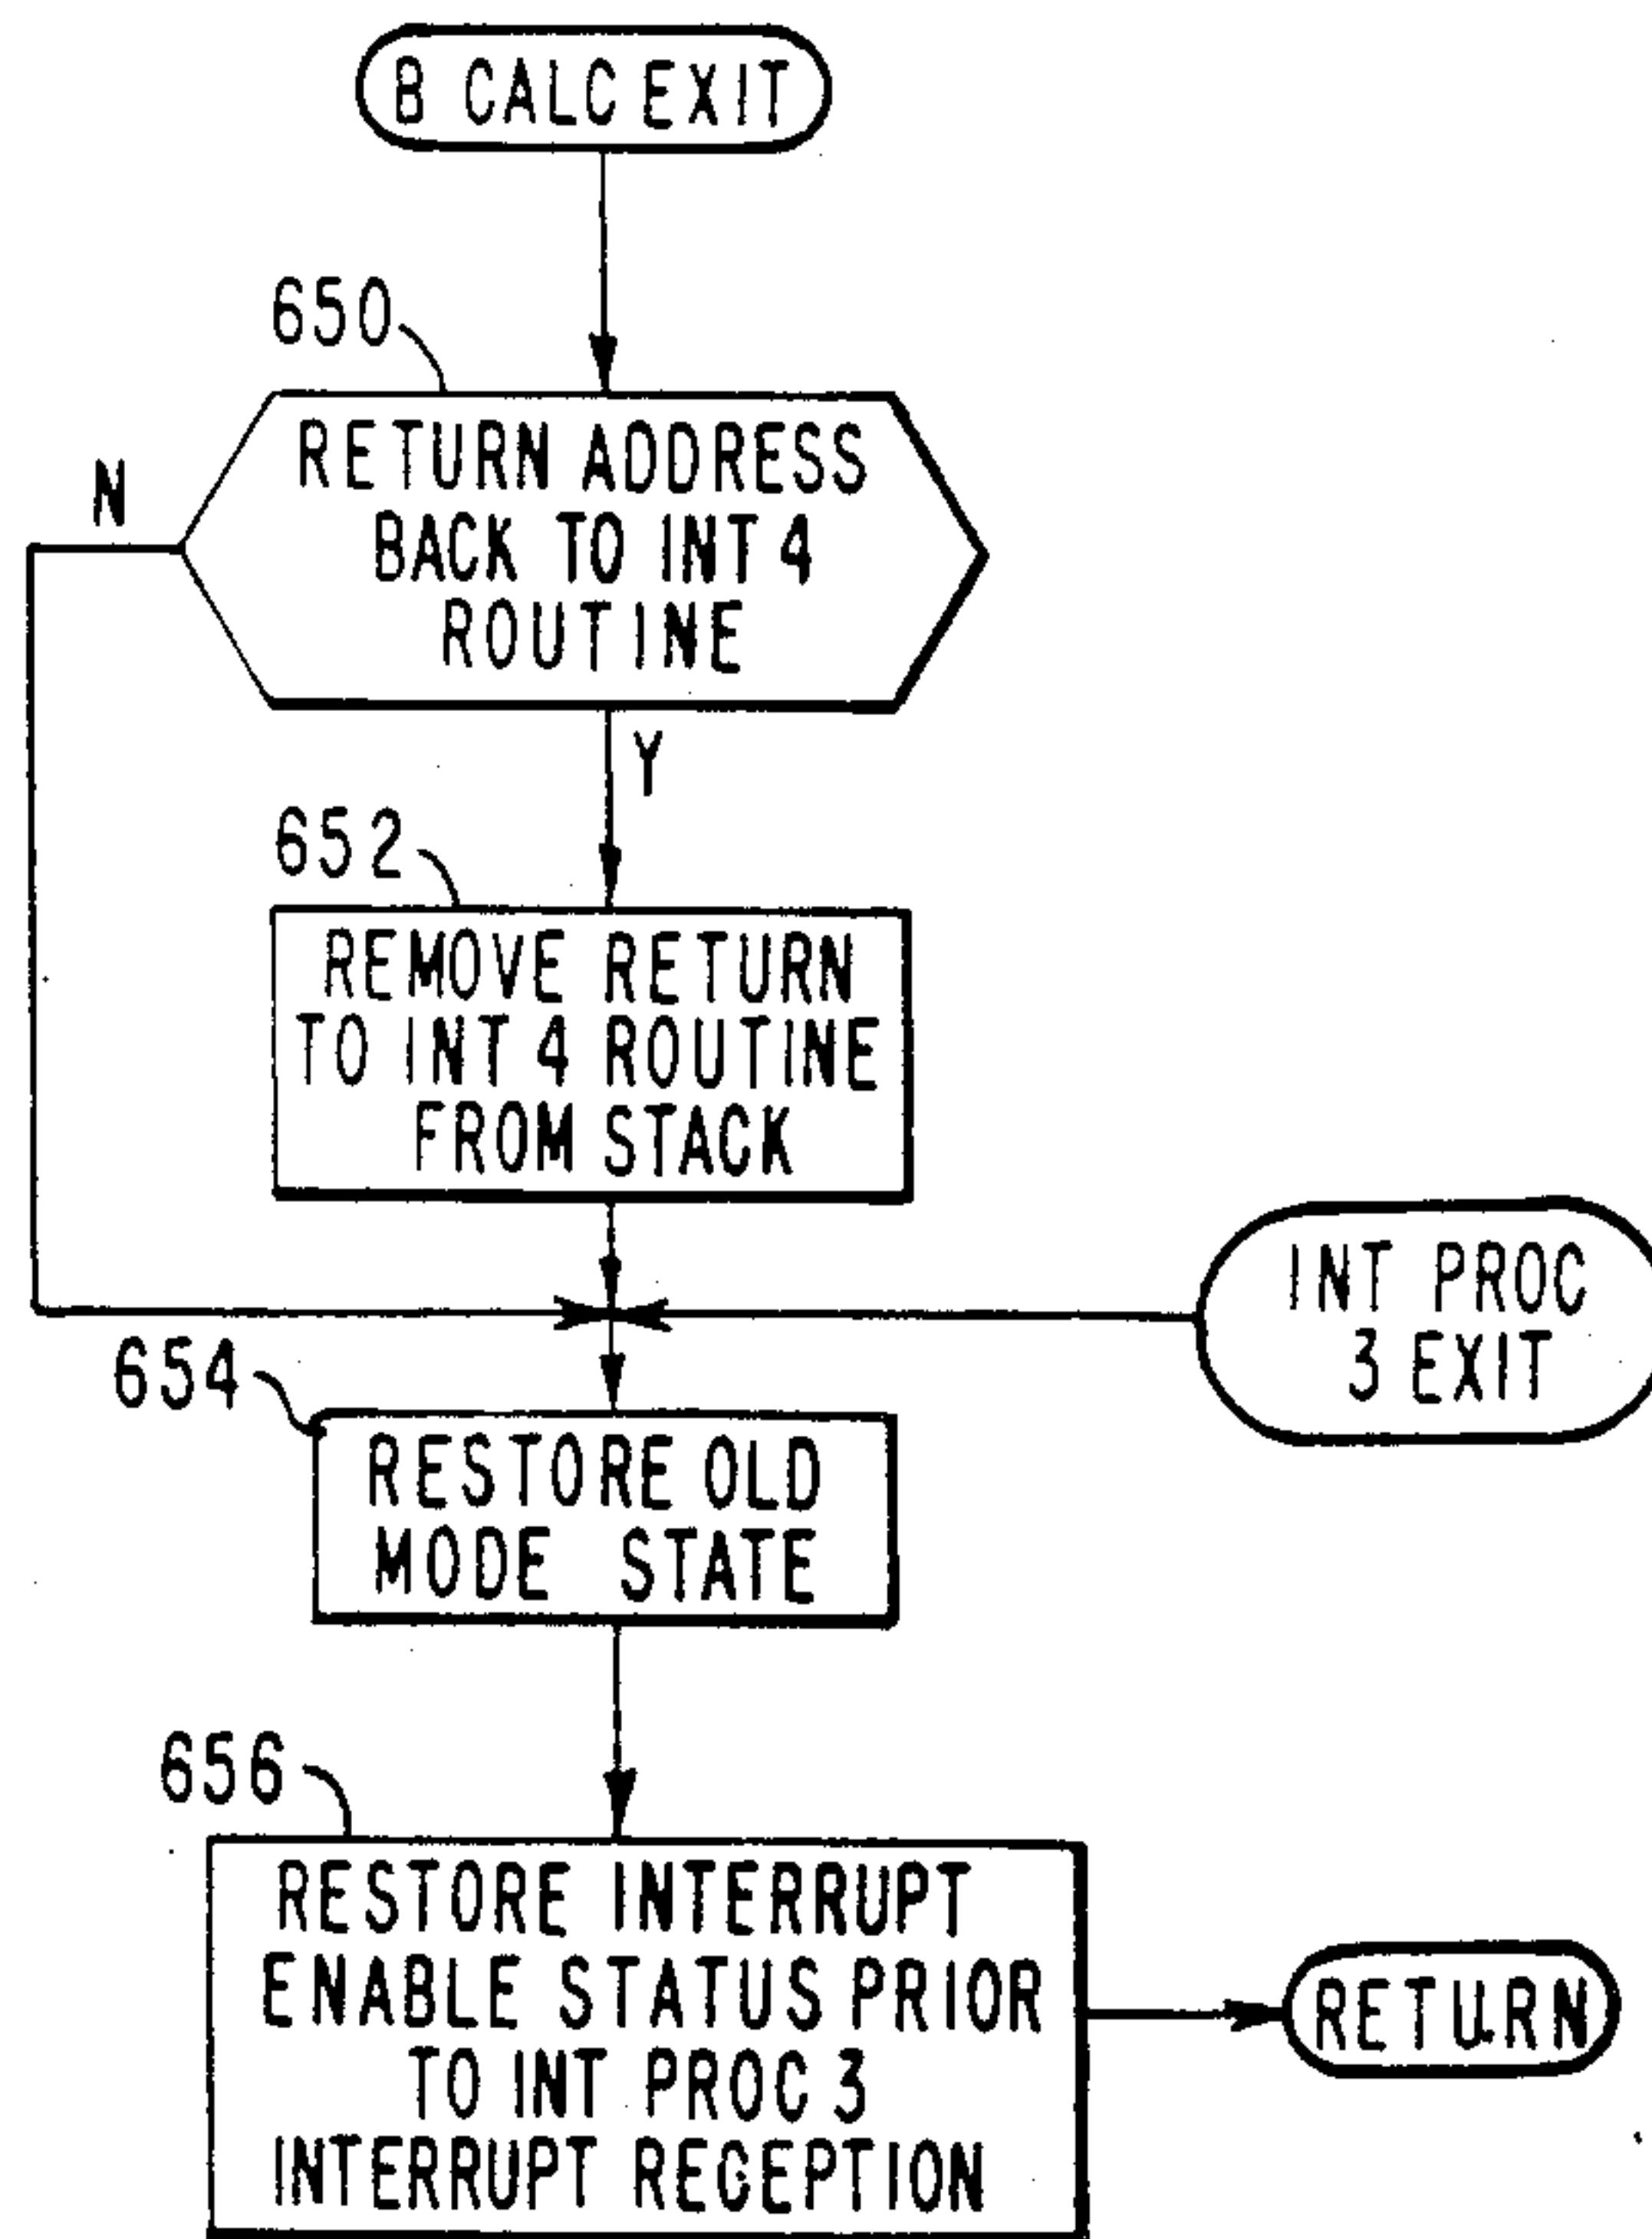 8 CALC EXIT
650
RETURN ADDRESS
BACK TO INT 4
ROUTINE
N
Y
652
REMOVE RETURN
TO INT 4 ROUTINE
FROM STACK
INT PROC
3 EXIT
654
RESTORE OLD
MODE STATE
656
RESTORE INTERRUPT
ENABLE STATUS PRIOR
TO INT PROC 3
INTERRUPT RECEPTION
RETURN